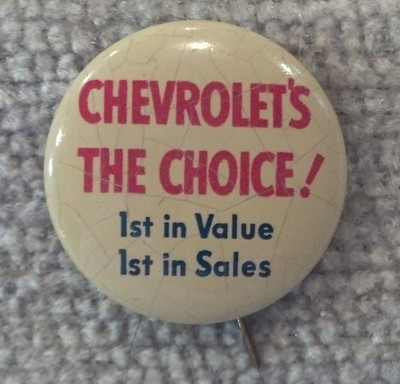 CHEVROLET'S
THE CHOICE!
1st in Value
1st in Sales